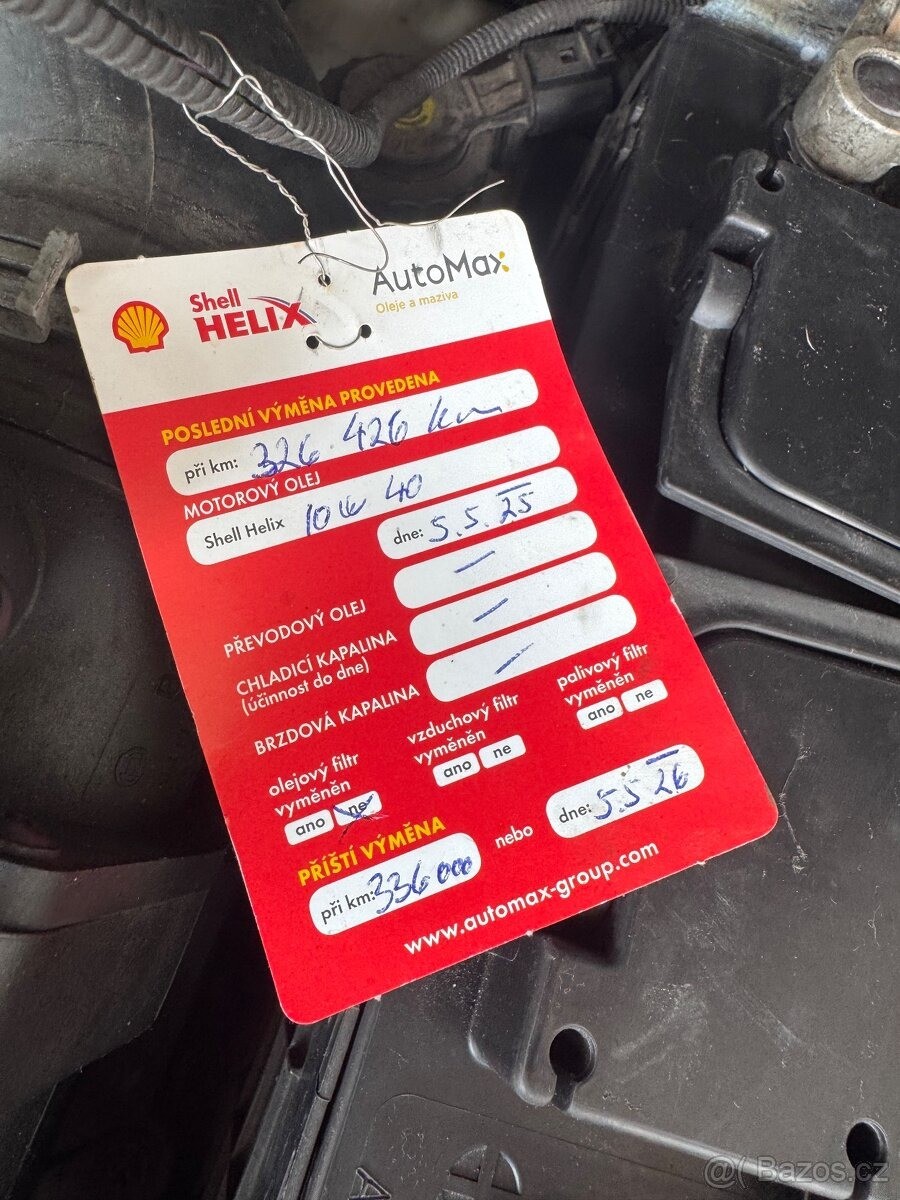 Shell
HELIX
AutoMax
Oleje a maziva
POSLEDNÍ VÝMĚNA PROVEDENA
při km: 326 426 km
MOTOROVÝ OLEJ
Shell Helix 10W 40
dne: 5.5.25
PŘEVODOVÝ OLEJ –
CHLADICÍ KAPALINA –
(účinnost do dne)
BRZDOVÁ KAPALINA –
olejový filtr
vyměněn
ano ne
vzduchový filtr
vyměněn
ano ne
palivový filtr
vyměněn
ano ne
PŘÍŠTÍ VÝMĚNA
při km: 336 000 nebo dne: 5.5 26
www.automax-group.com
@( Bazos.cz